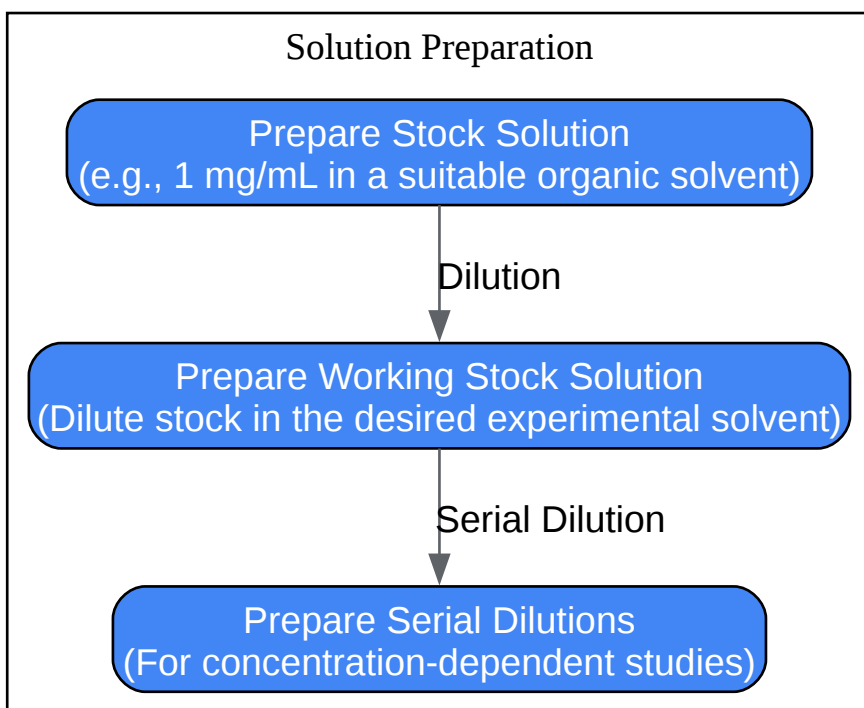 Solution Preparation
Prepare Stock Solution
(e.g., 1 mg/mL in a suitable organic solvent)
Dilution
Prepare Working Stock Solution
(Dilute stock in the desired experimental solvent)
Serial Dilution
Prepare Serial Dilutions
(For concentration-dependent studies)